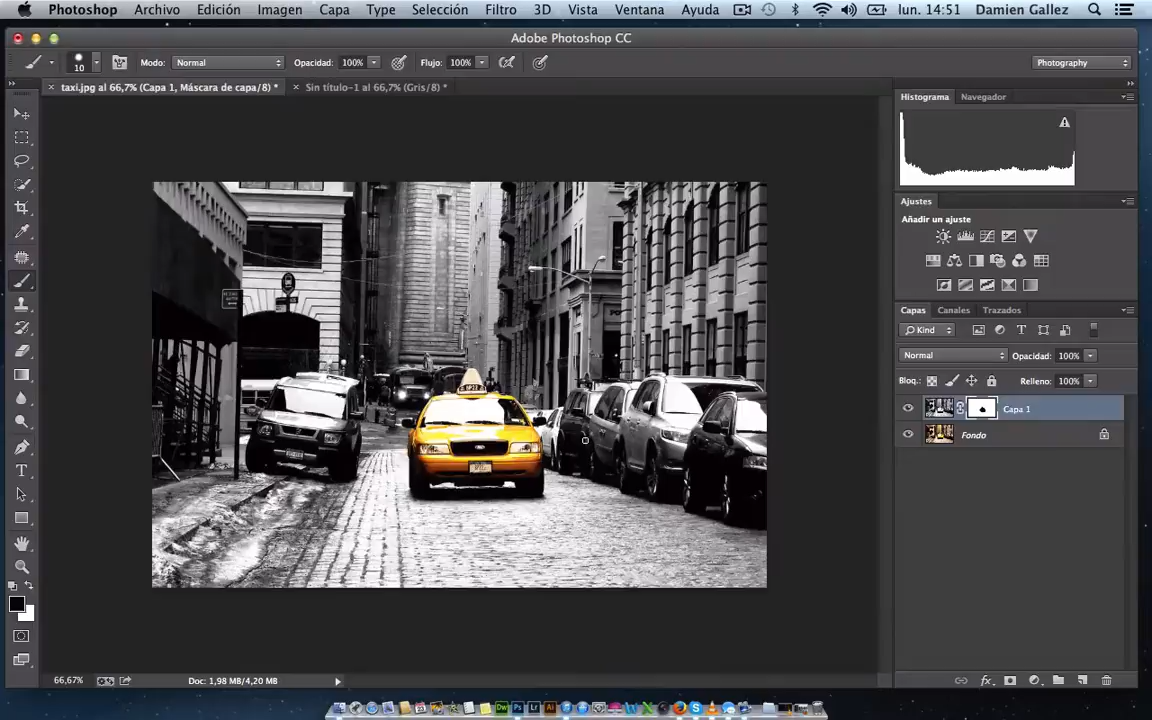 Photoshop Archivo Edición Imagen Capa Type Selección Filtro 3D Vista Ventana Ayuda lun. 14:51 Damien Gallez
Adobe Photoshop CC
10 Modo: Normal Opacidad: 100% Flujo: 100% Photography
× taxi.jpg al 66,7% (Capa 1, Máscara de capa/8) * × Sin título-1 al 66,7% (Gris/8) *
Histograma Navegador
Ajustes
Añadir un ajuste
Capas Canales Trazados
Kind
Normal Opacidad: 100%
Bloq.: Relleno: 100%
Capa 1
Fondo
66,67% Doc: 1,98 MB/4,20 MB